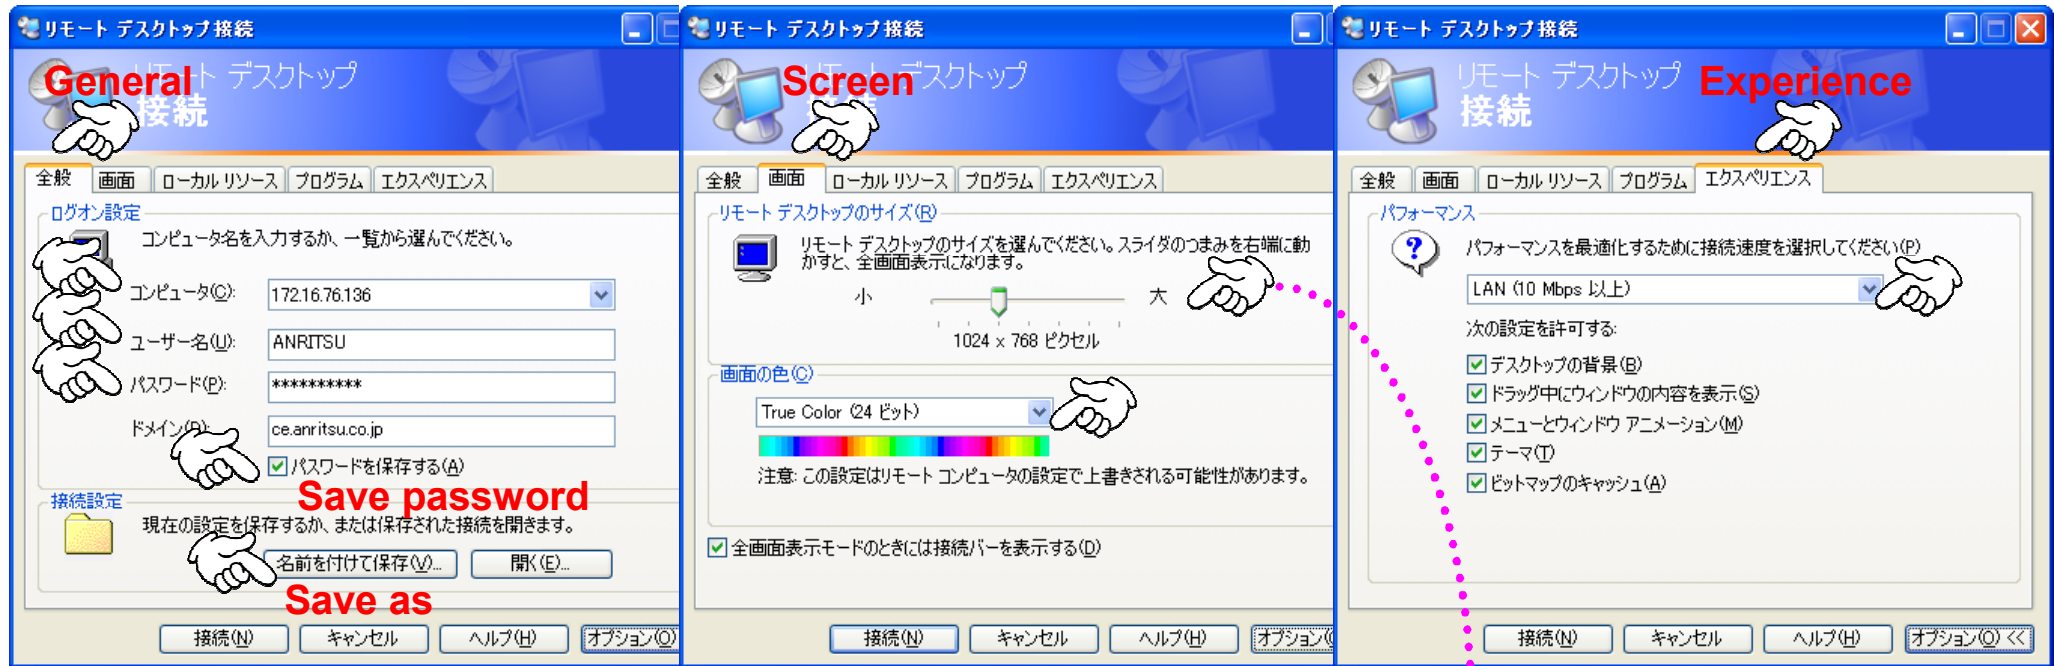 リモート デスクトップ接続
リモート デスクトップ
接続
General
全般
画面
ローカル リソース
プログラム
エクスペリエンス
ログオン設定
コンピュータ名を入力するか、一覧から選んでください。
コンピュータ(C):
172.16.76.136
ユーザー名(U):
ANRITSU
パスワード(P):
**********
ドメイン(D):
ce.anritsu.co.jp
パスワードを保存する(A)
Save password
接続設定
現在の設定を保存するか、または保存された接続を開きます。
名前を付けて保存(V)...
開く(E)...
Save as
接続(N)
キャンセル
ヘルプ(H)
オプション(O)
リモート デスクトップ接続
リモート デスクトップ
接続
Screen
全般
画面
ローカル リソース
プログラム
エクスペリエンス
リモート デスクトップのサイズ(R)
リモート デスクトップのサイズを選んでください。スライダのつまみを右端に動
かすと、全画面表示になります。
小
大
1024 x 768 ピクセル
画面の色(C)
True Color (24 ビット)
注意: この設定はリモート コンピュータの設定で上書きされる可能性があります。
全画面表示モードのときには接続バーを表示する(D)
接続(N)
キャンセル
ヘルプ(H)
オプション(
リモート デスクトップ接続
リモート デスクトップ
接続
Experience
全般
画面
ローカル リソース
プログラム
エクスペリエンス
パフォーマンス
パフォーマンスを最適化するために接続速度を選択してください(P)
LAN (10 Mbps 以上)
次の設定を許可する:
デスクトップの背景(B)
ドラッグ中にウィンドウの内容を表示(S)
メニューとウィンドウ アニメーション(M)
テーマ(T)
ビットマップのキャッシュ(A)
接続(N)
キャンセル
ヘルプ(H)
オプション(O) <<